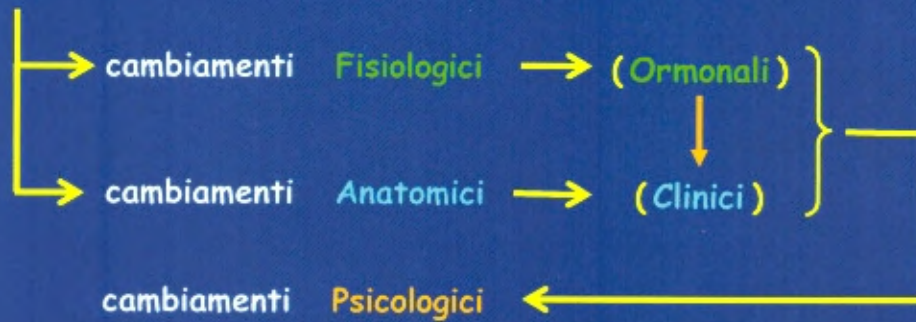 cambiamenti Fisiologici (Ormonali)
cambiamenti Anatomici (Clinici)
cambiamenti Psicologici